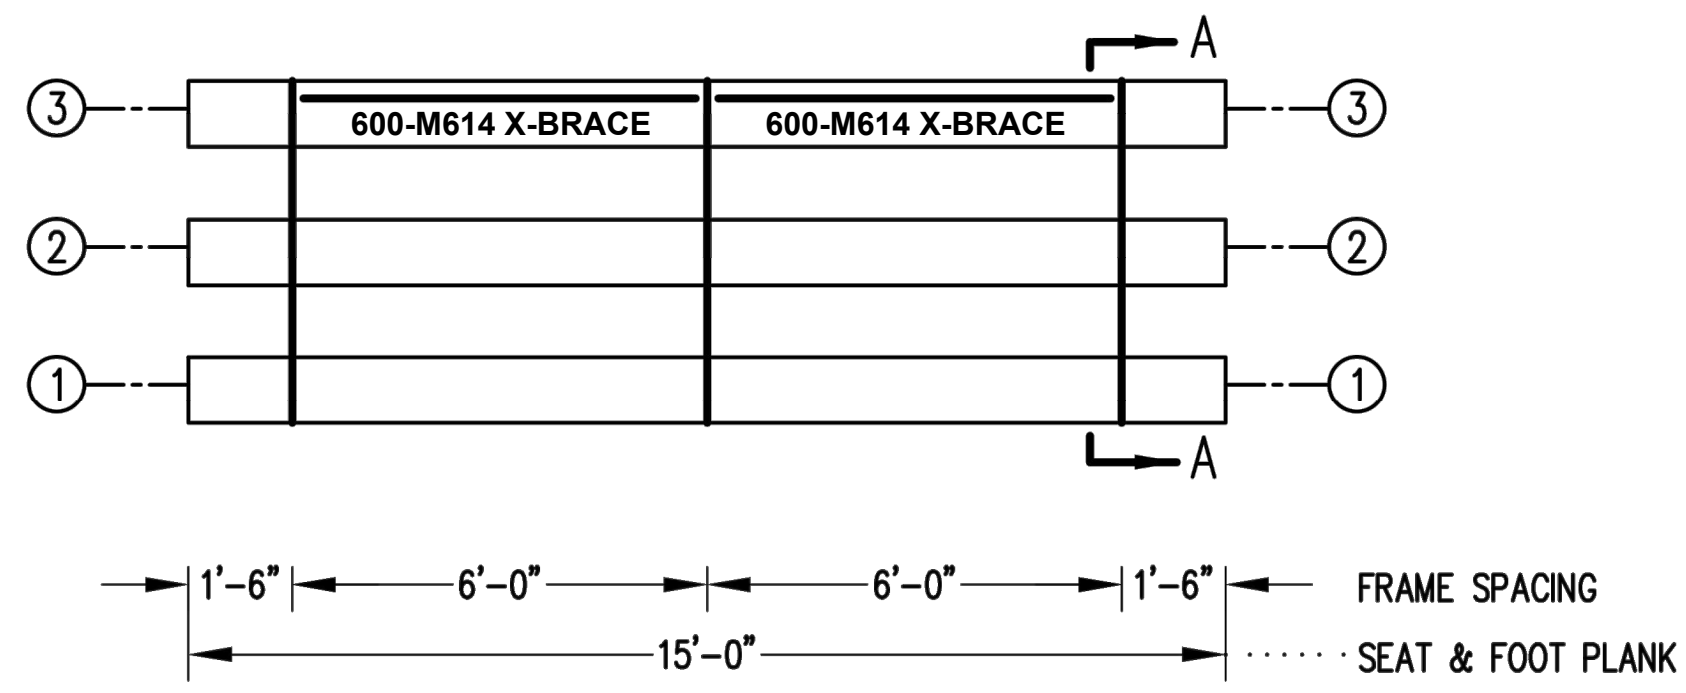 A
3 600-M614 X-BRACE 600-M614 X-BRACE 3
2 2
1 1
A
1'-6" 6'-0" 6'-0" 1'-6" FRAME SPACING
15'-0" SEAT & FOOT PLANK